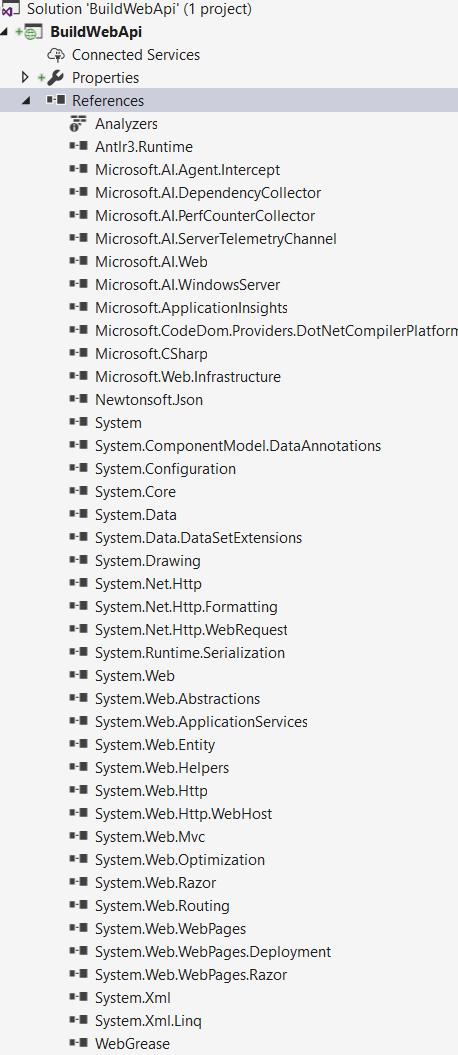 Solution 'BuildWebApi' (1 project)
BuildWebApi
Connected Services
Properties
References
Analyzers
Antlr3.Runtime
Microsoft.AI.Agent.Intercept
Microsoft.AI.DependencyCollector
Microsoft.AI.PerfCounterCollector
Microsoft.AI.ServerTelemetryChannel
Microsoft.AI.Web
Microsoft.AI.WindowsServer
Microsoft.ApplicationInsights
Microsoft.CodeDom.Providers.DotNetCompilerPlatform
Microsoft.CSharp
Microsoft.Web.Infrastructure
Newtonsoft.Json
System
System.ComponentModel.DataAnnotations
System.Configuration
System.Core
System.Data
System.Data.DataSetExtensions
System.Drawing
System.Net.Http
System.Net.Http.Formatting
System.Net.Http.WebRequest
System.Runtime.Serialization
System.Web
System.Web.Abstractions
System.Web.ApplicationServices
System.Web.Entity
System.Web.Helpers
System.Web.Http
System.Web.Http.WebHost
System.Web.Mvc
System.Web.Optimization
System.Web.Razor
System.Web.Routing
System.Web.WebPages
System.Web.WebPages.Deployment
System.Web.WebPages.Razor
System.Xml
System.Xml.Linq
WebGrease